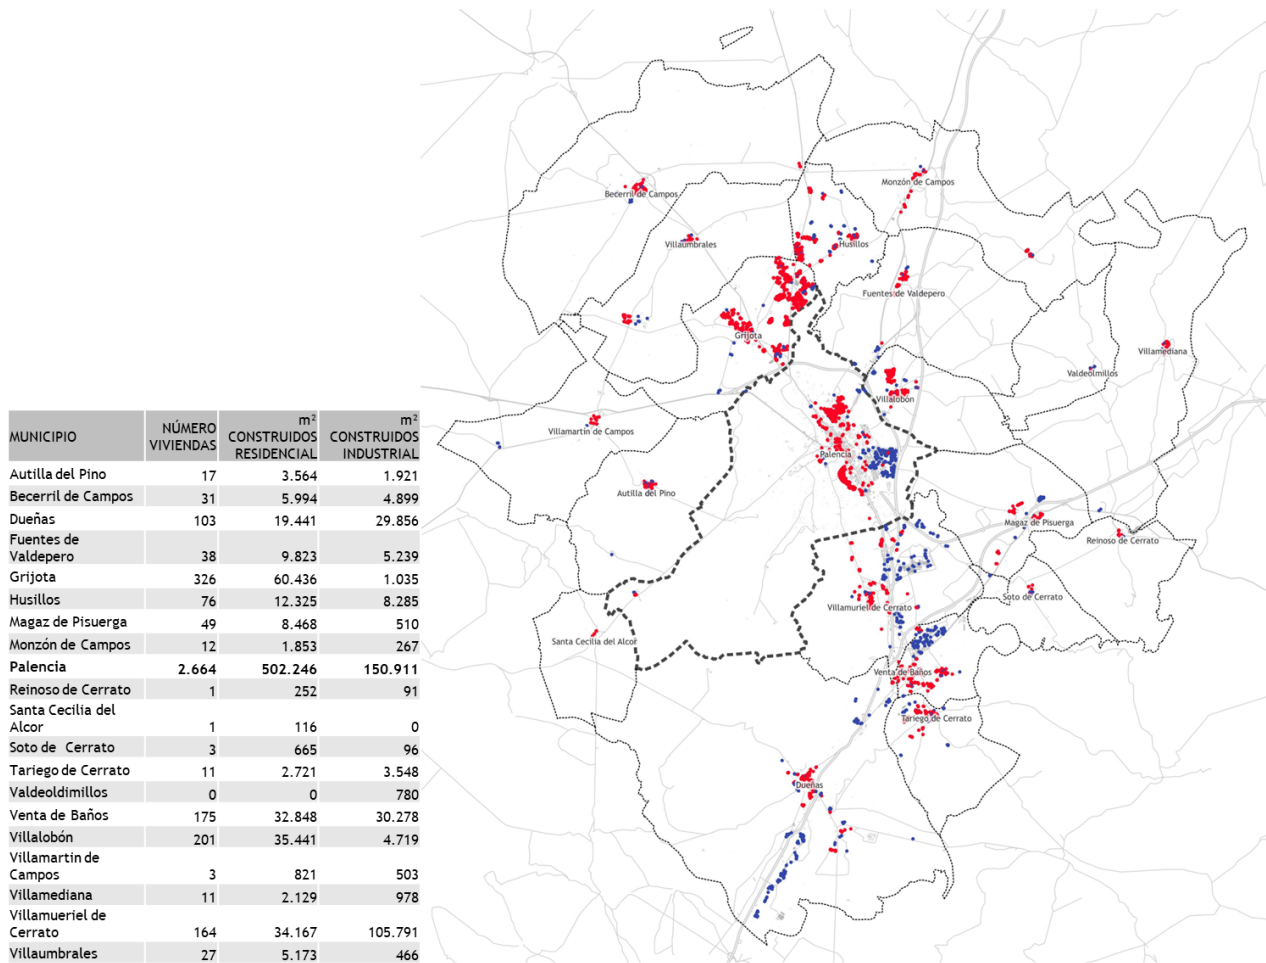 MUNICIPIO NÚMERO VIVIENDAS m² CONSTRUIDOS RESIDENCIAL m² CONSTRUIDOS INDUSTRIAL
Autilla del Pino 17 3.564 1.921
Becerril de Campos 31 5.994 4.899
Dueñas 103 19.441 29.856
Fuentes de
Valdepero 38 9.823 5.239
Grijota 326 60.436 1.035
Husillos 76 12.325 8.285
Magaz de Pisuerga 49 8.468 510
Monzón de Campos 12 1.853 267
Palencia 2.664 502.246 150.911
Reinoso de Cerrato 1 252 91
Santa Cecilia del
Alcor 1 116 0
Soto de Cerrato 3 665 96
Tariego de Cerrato 11 2.721 3.548
Valdeoldimillos 0 0 780
Venta de Baños 175 32.848 30.278
Villalobón 201 35.441 4.719
Villamartin de
Campos 3 821 503
Villamediana 11 2.129 978
Villamueriel de
Cerrato 164 34.167 105.791
Villaumbrales 27 5.173 466
Becerril de Campos
Monzón de Campos
Villaumbrales
Husillos
Fuentes de Valdepero
Grijota
Villamediana
Valdeolmillos
Villalobón
Villamartín de Campos
Palencia
Autilla del Pino
Magaz de Pisuerga
Reinoso de Cerrato
Soto de Cerrato
Villamuriel de Cerrato
Santa Cecilia del Alcor
Venta de Baños
Tariego de Cerrato
Dueñas